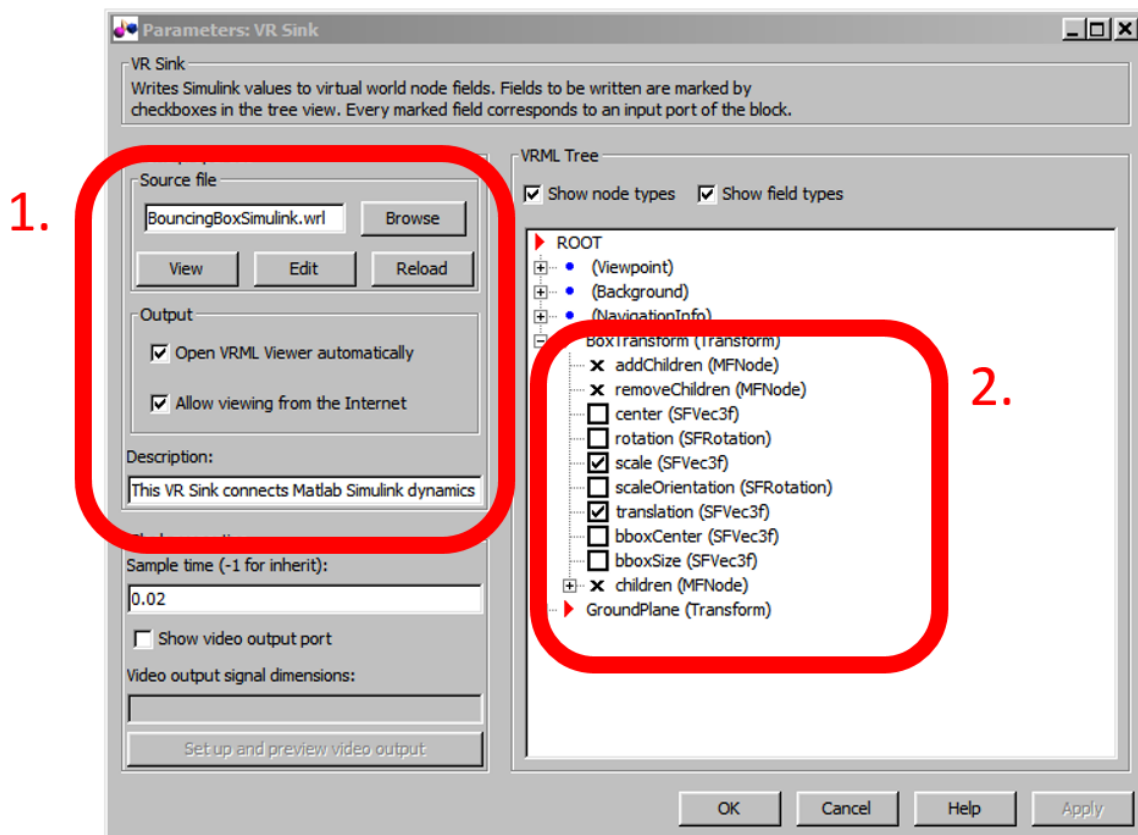 Parameters: VR Sink
VR Sink
Writes Simulink values to virtual world node fields. Fields to be written are marked by
checkboxes in the tree view. Every marked field corresponds to an input port of the block.
1.
Source file
BouncingBoxSimulink.wrl
Browse
View
Edit
Reload
Output
Open VRML Viewer automatically
Allow viewing from the Internet
Description:
This VR Sink connects Matlab Simulink dynamics
Sample time (-1 for inherit):
0.02
Show video output port
Video output signal dimensions:
Set up and preview video output
VRML Tree
Show node types
Show field types
ROOT
(Viewpoint)
(Background)
(NavigationInfo)
BoxTransform (Transform)
addChildren (MFNode)
removeChildren (MFNode)
center (SFVec3f)
rotation (SFRotation)
scale (SFVec3f)
scaleOrientation (SFRotation)
translation (SFVec3f)
bboxCenter (SFVec3f)
bboxSize (SFVec3f)
children (MFNode)
GroundPlane (Transform)
2.
OK
Cancel
Help
Apply